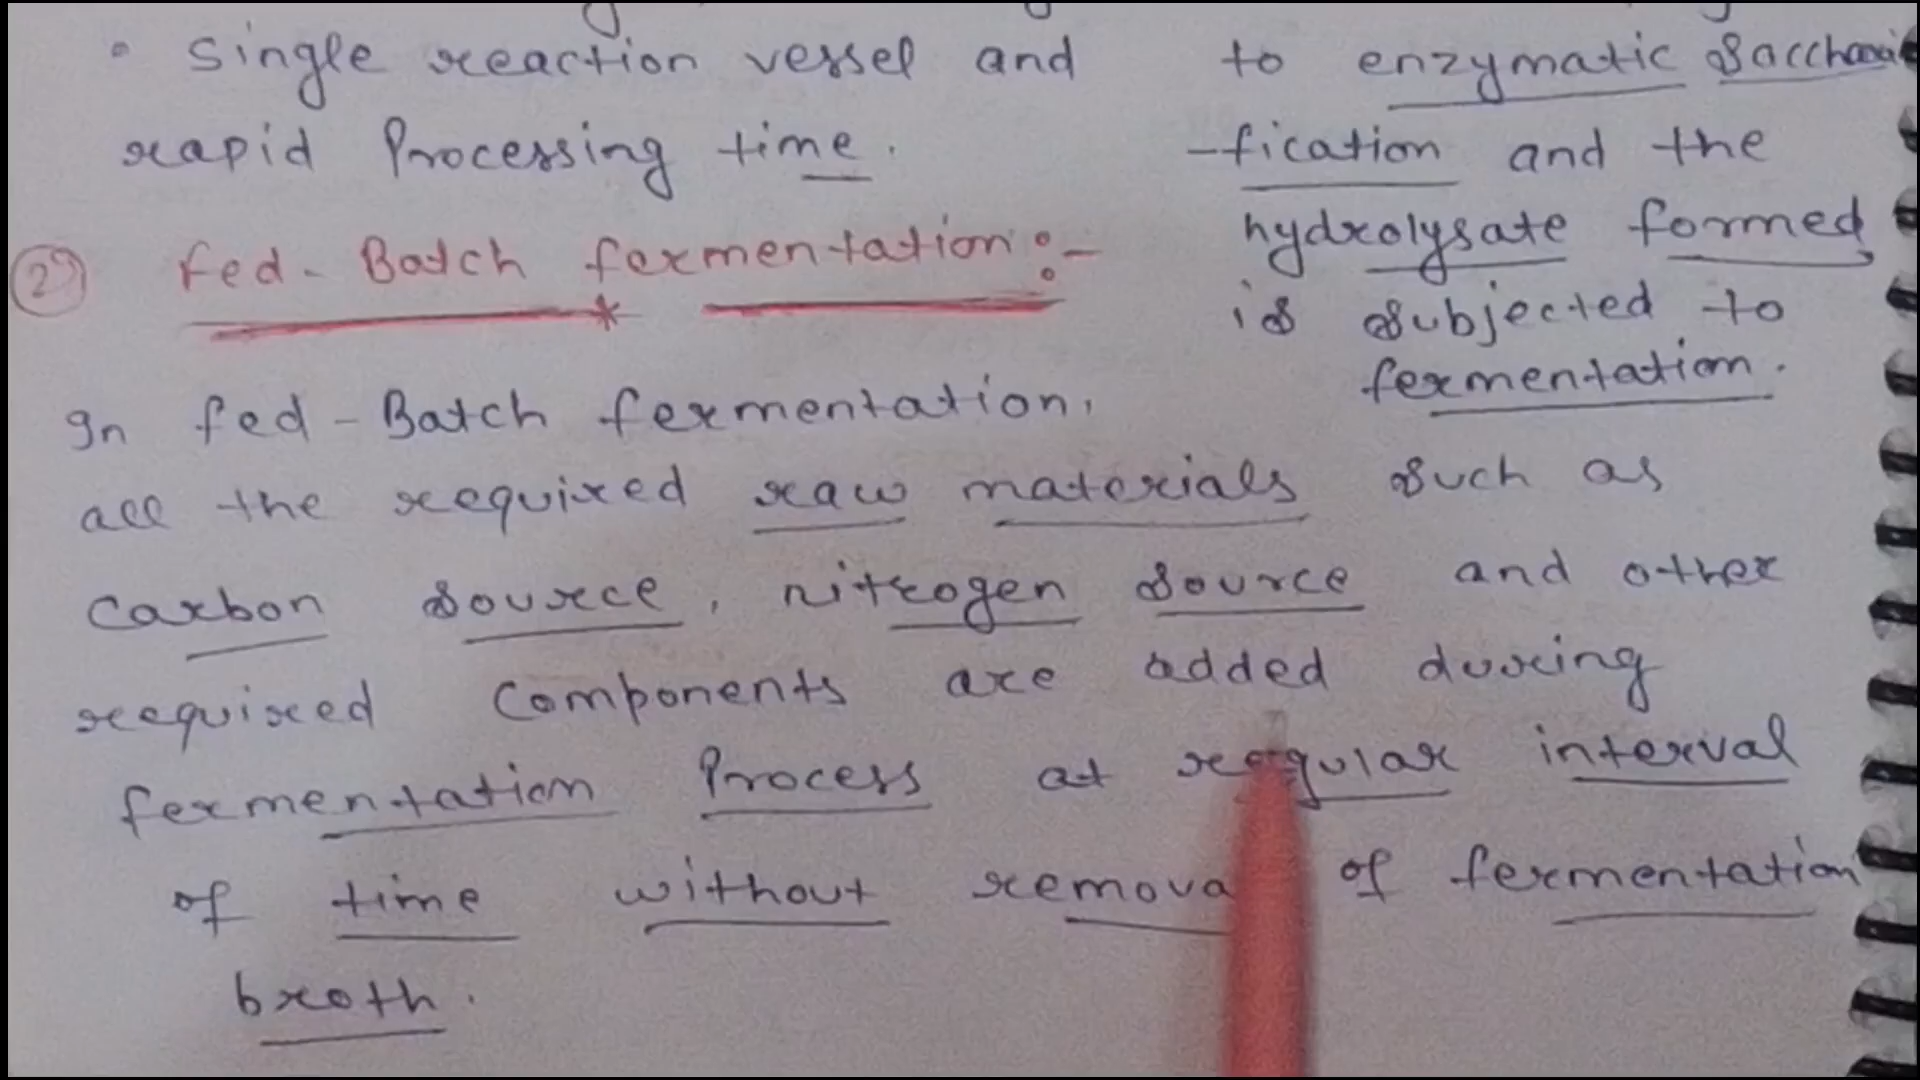 • Single reaction vessel and
rapid Processing time.
to enzymatic Sacchari
-fication and the
hydrolysate formed
is subjected to
fermentation.
29 Fed-Batch fermentation:-
In fed-Batch fermentation,
all the required raw materials such as
Carbon source, nitrogen source and other
required Components are added during
fermentation Process at regular interval
of time without remova of fermentation
broth.